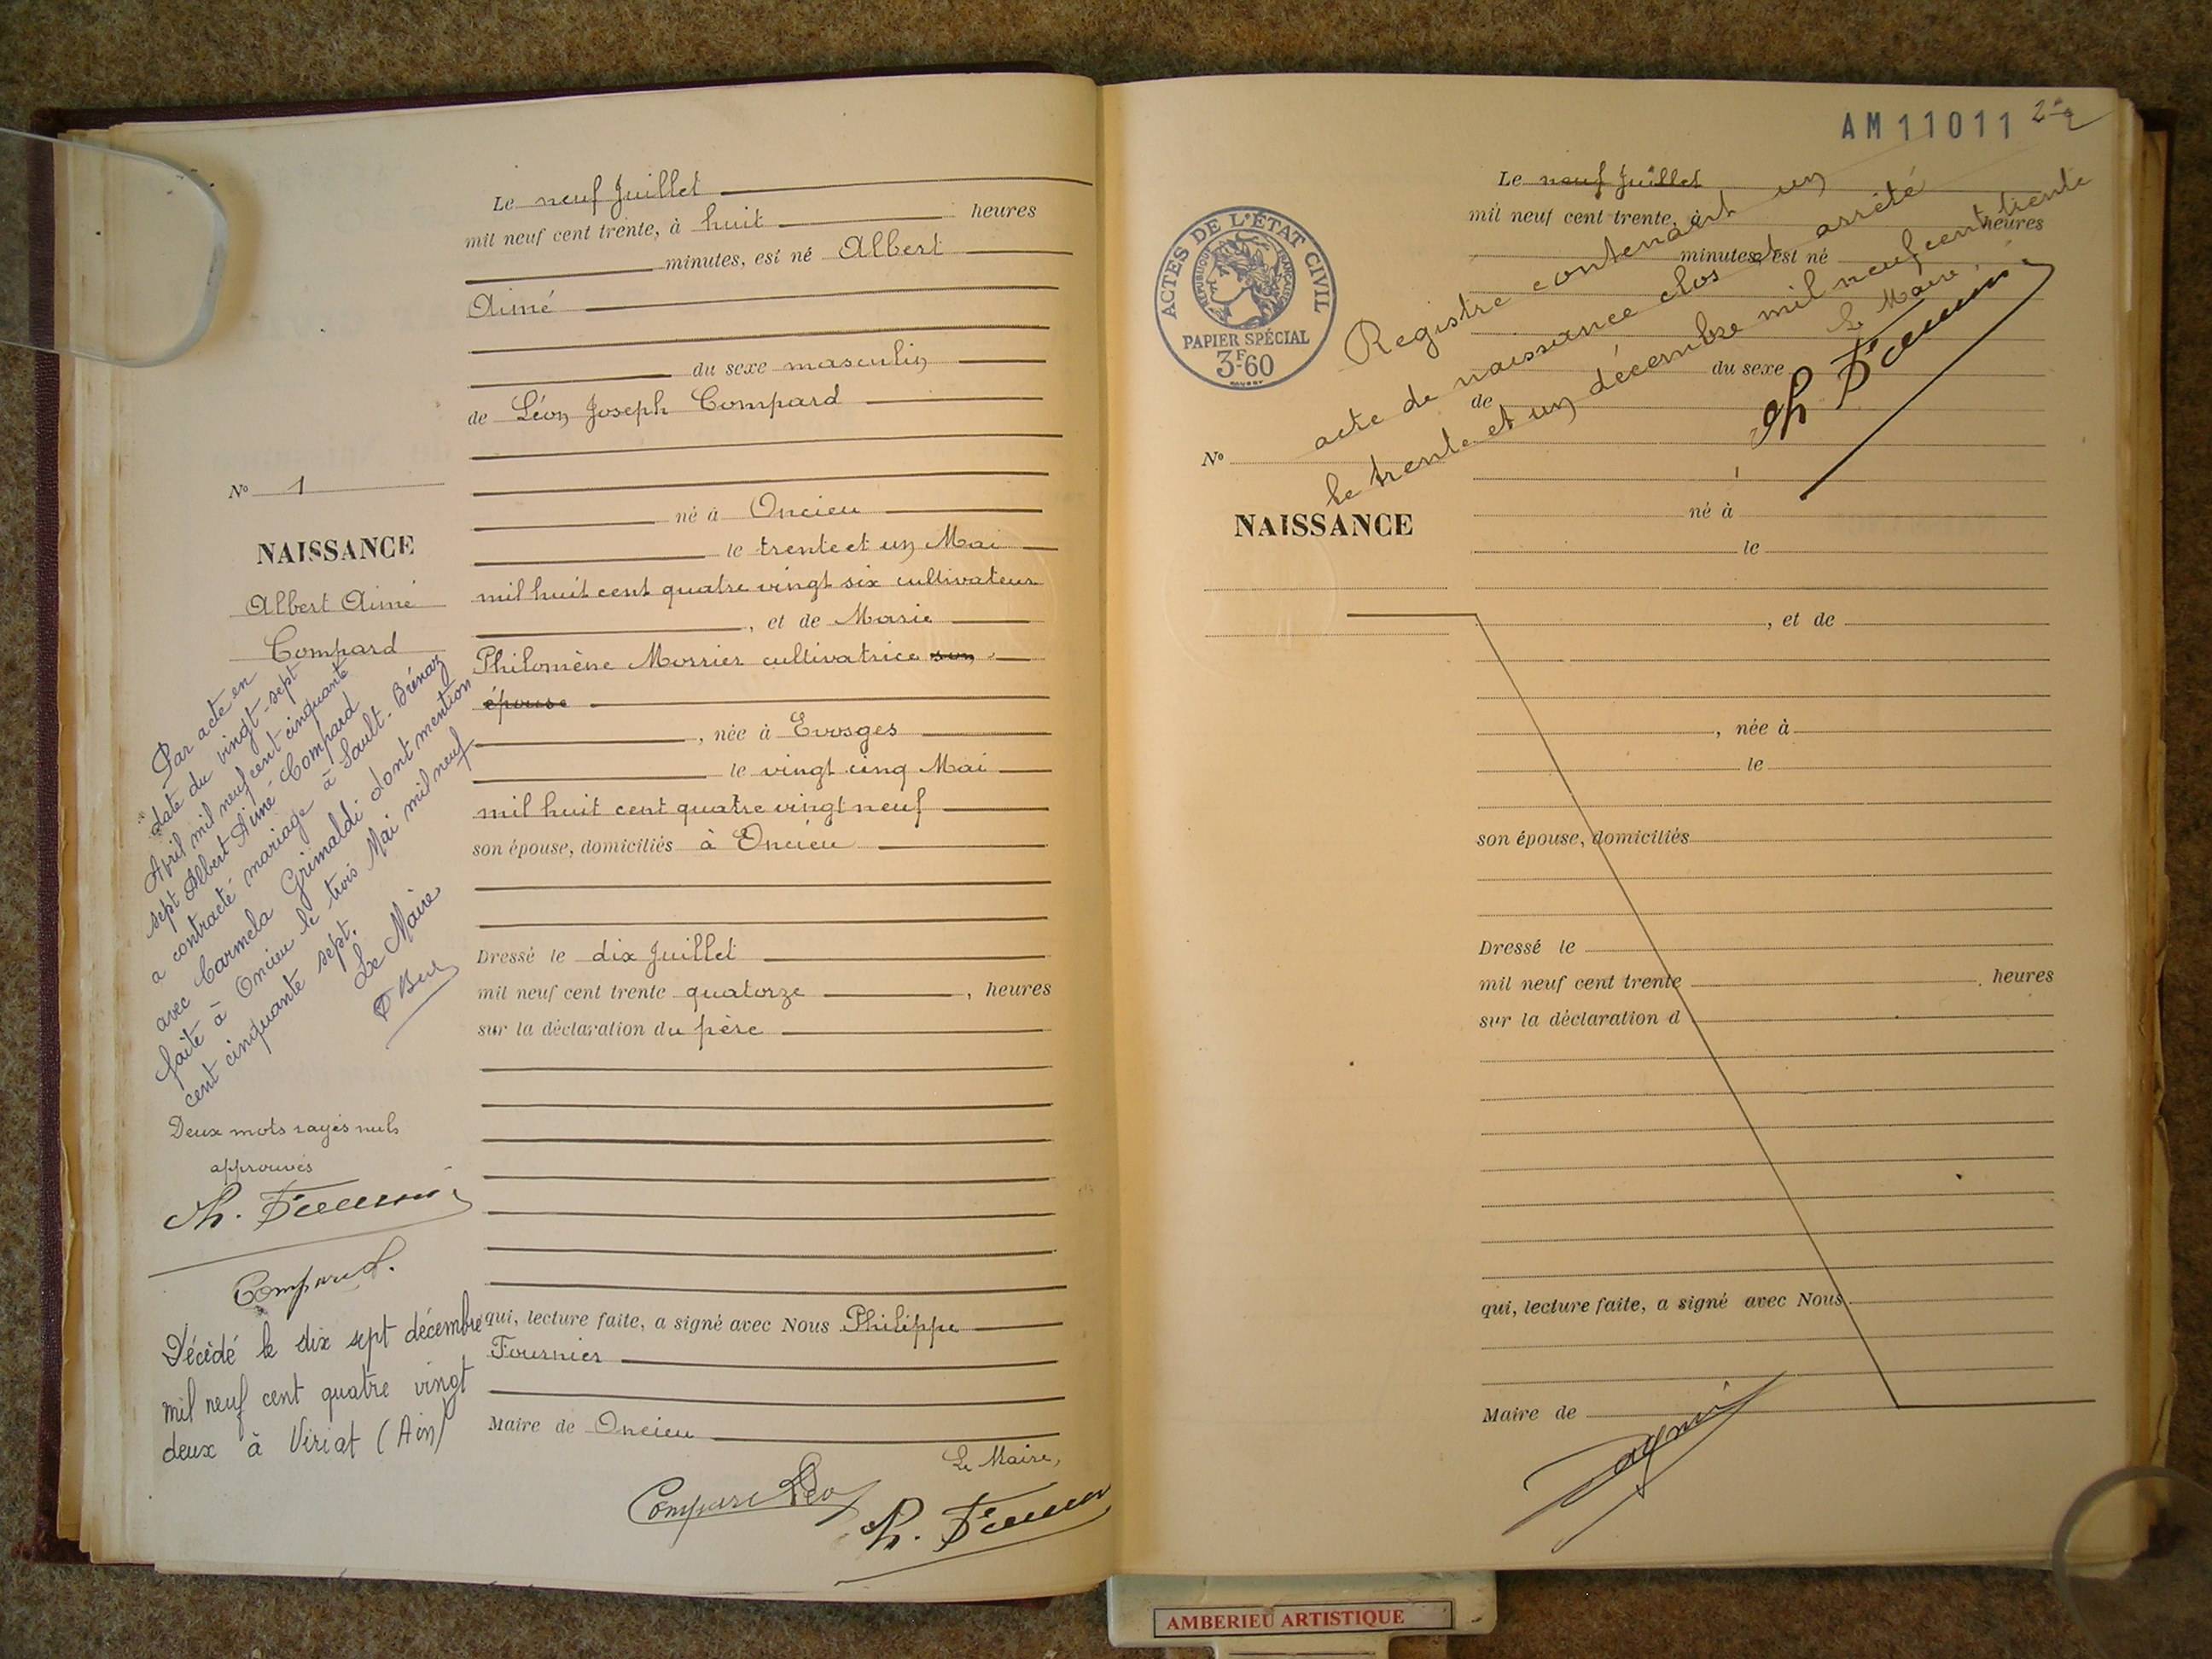 Le neuf Juillet
mil neuf cent trente, à huit heures
minutes, est né Albert
Aimé
du sexe masculin
de Léon Joseph Compard
N° 1
NAISSANCE
Albert Aimé
Compard
né à Oncieu
le trente et un Mai
mil huit cent quatre vingt six cultivateur
, et de Marie
Philomène Morrier cultivatrice son
épouse
, née à Evosges
le vingt cinq Mai
mil huit cent quatre vingt neuf
son épouse, domiciliés à Oncieu
Dressé le dix Juillet
mil neuf cent trente quatorze , heures
sur la déclaration du père
qui, lecture faite, a signé avec Nous Philippe
Fournier
Maire de Oncieu
Le Maire,
Par acte en
date du vingt-sept
Avril mil neuf cent cinquante
sept Albert Aimé Compard
a contracté mariage à Sault-Brénaz
avec Carmela Grimaldi dont mention
faite à Oncieu le trois Mai mil neuf
cent cinquante sept.
Le Maire
Deux mots rayés nuls
approuvés
Compard.
Décédé le dix sept décembre
mil neuf cent quatre vingt
deux à Viriat (Ain)
AM11011
ACTES DE L'ÉTAT CIVIL
RÉPUBLIQUE FRANÇAISE
PAPIER SPÉCIAL
3F60
Le neuf Juillet
mil neuf cent trente, à heures
minutes, est né
du sexe
de
Registre contenant un
acte de naissance clos et arrêté
le trente et un décembre mil neuf cent trente
Le Maire.
N°
NAISSANCE
né à
le
, et de
, née à
le
son épouse, domiciliés
Dressé le
mil neuf cent trente , heures
sur la déclaration d
qui, lecture faite, a signé avec Nous
Maire de
AMBERIEU ARTISTIQUE